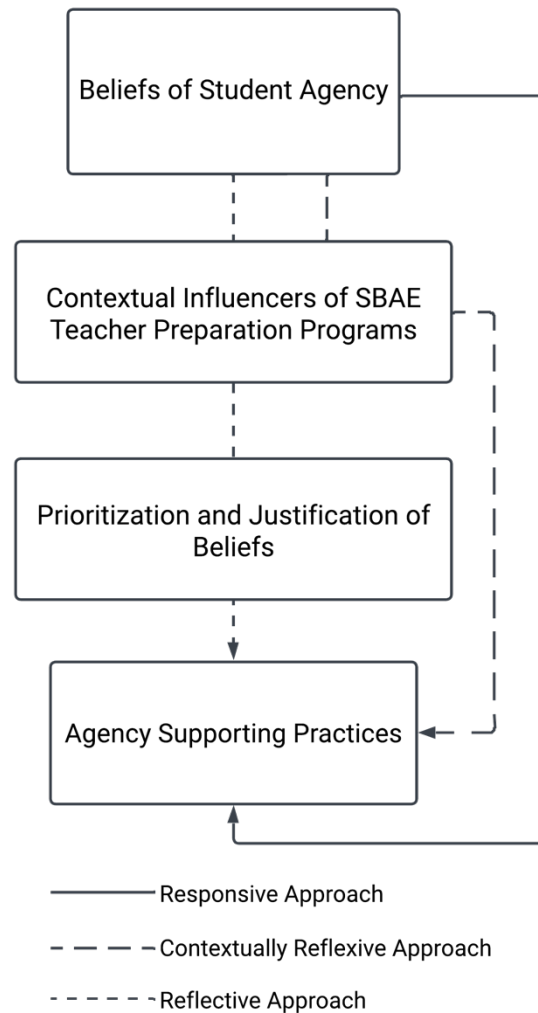 Beliefs of Student Agency
Contextual Influencers of SBAE
Teacher Preparation Programs
Prioritization and Justification of
Beliefs
Agency Supporting Practices
Responsive Approach
Contextually Reflexive Approach
Reflective Approach